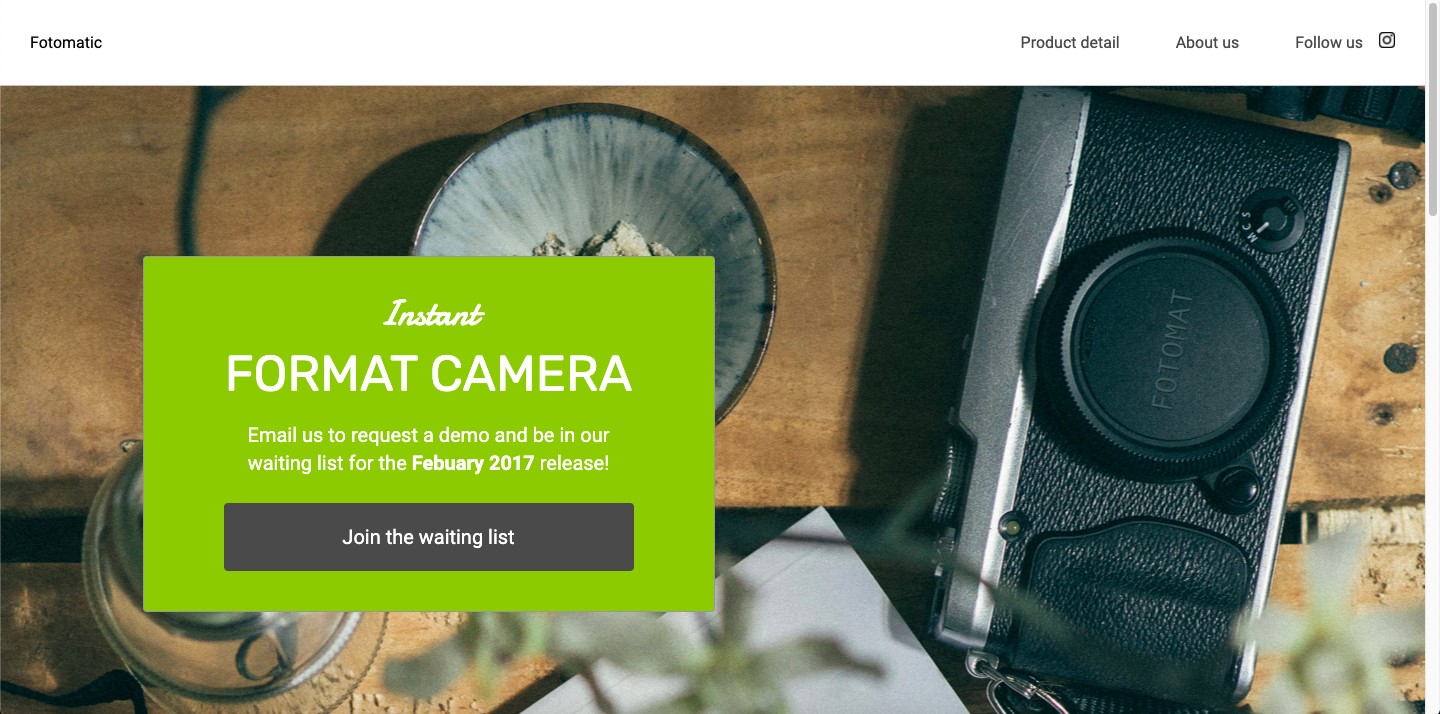 Fotomatic
Product detail
About us
Follow us
Instant
FORMAT CAMERA
Email us to request a demo and be in our
waiting list for the Febuary 2017 release!
Join the waiting list
FOTOMAT
S
C
M